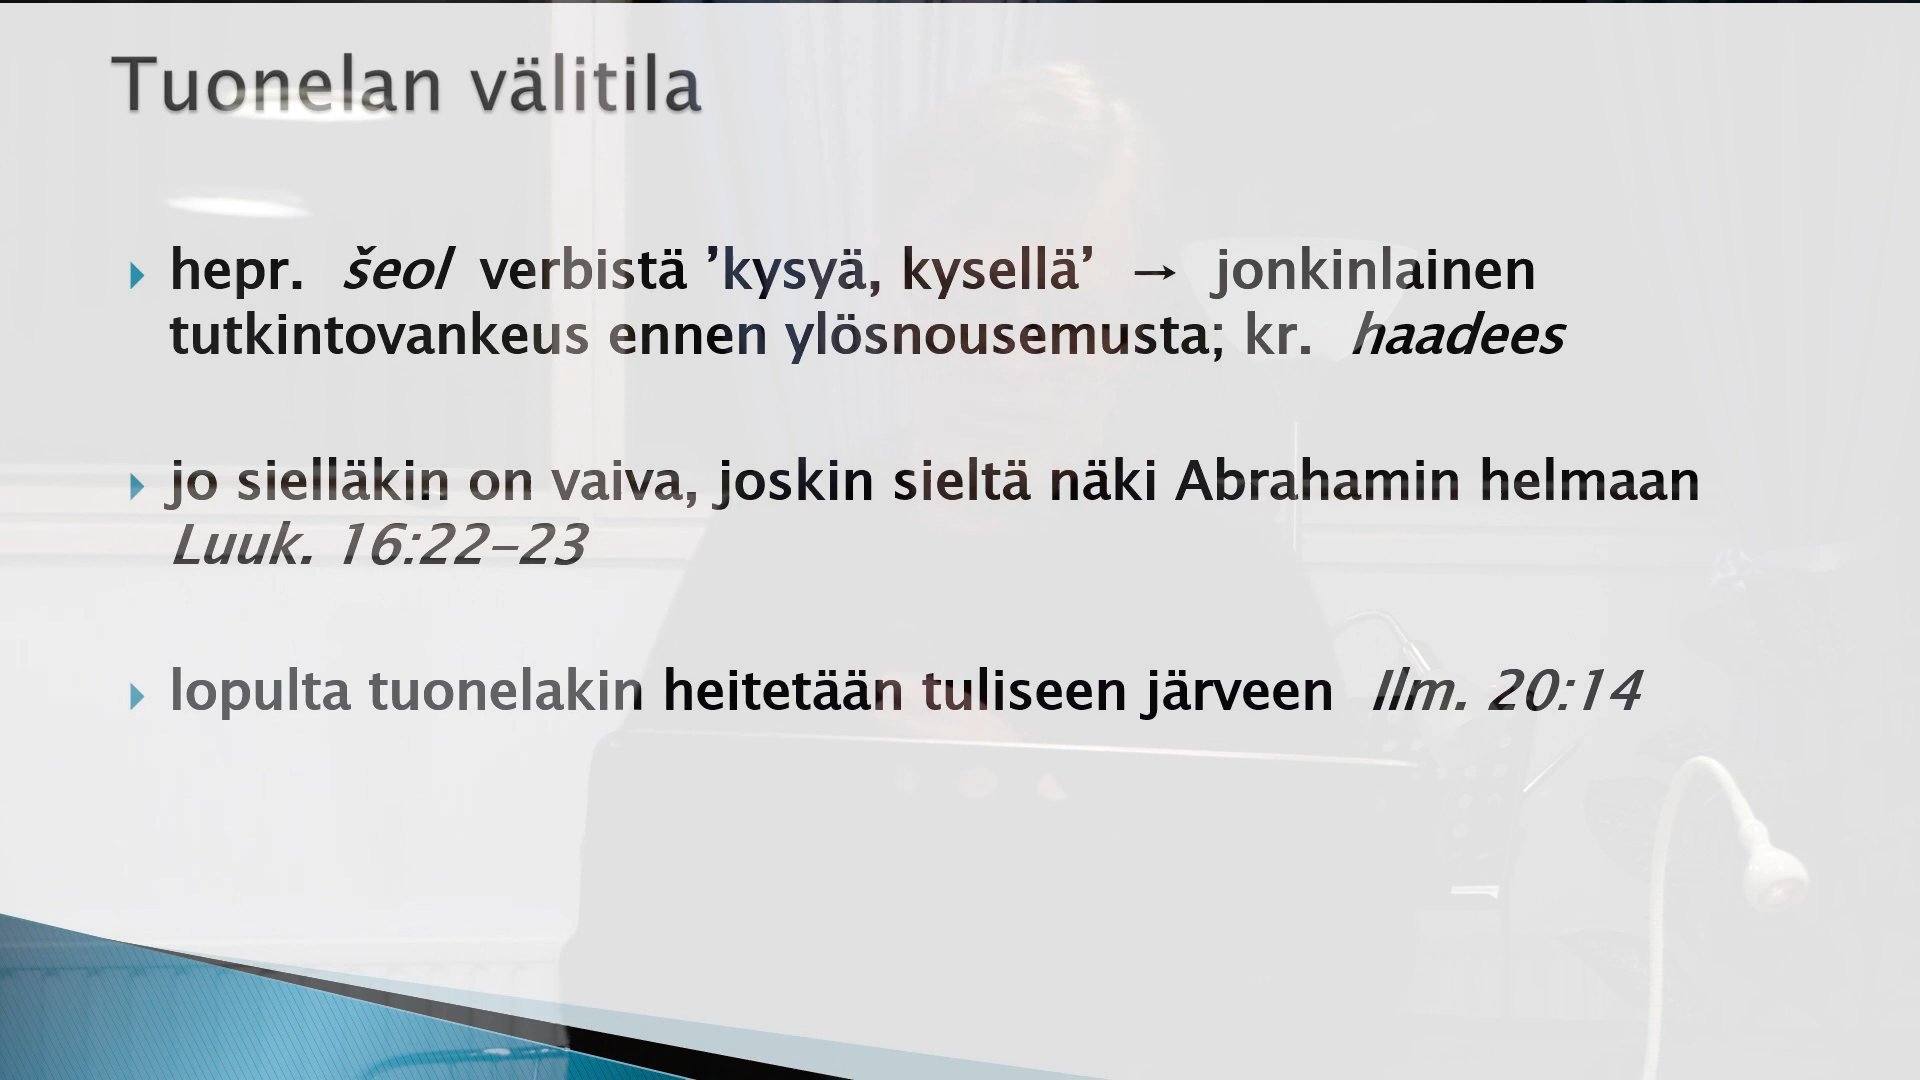 Tuonelan välitila
hepr. šeol verbistä ’kysyä, kysellä’ → jonkinlainen
tutkintovankeus ennen ylösnousemusta; kr. haadees
jo sielläkin on vaiva, joskin sieltä näki Abrahamin helmaan
Luuk. 16:22–23
lopulta tuonelakin heitetään tuliseen järveen Ilm. 20:14